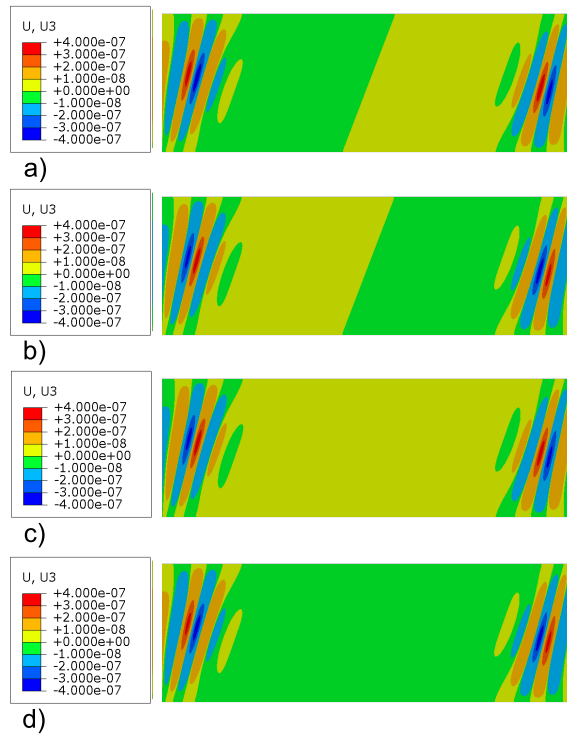 U, U3
+4.000e-07
+3.000e-07
+2.000e-07
+1.000e-08
+0.000e+00
-1.000e-08
-2.000e-07
-3.000e-07
-4.000e-07
a)
U, U3
+4.000e-07
+3.000e-07
+2.000e-07
+1.000e-08
+0.000e+00
-1.000e-08
-2.000e-07
-3.000e-07
-4.000e-07
b)
U, U3
+4.000e-07
+3.000e-07
+2.000e-07
+1.000e-08
+0.000e+00
-1.000e-08
-2.000e-07
-3.000e-07
-4.000e-07
c)
U, U3
+4.000e-07
+3.000e-07
+2.000e-07
+1.000e-08
+0.000e+00
-1.000e-08
-2.000e-07
-3.000e-07
-4.000e-07
d)